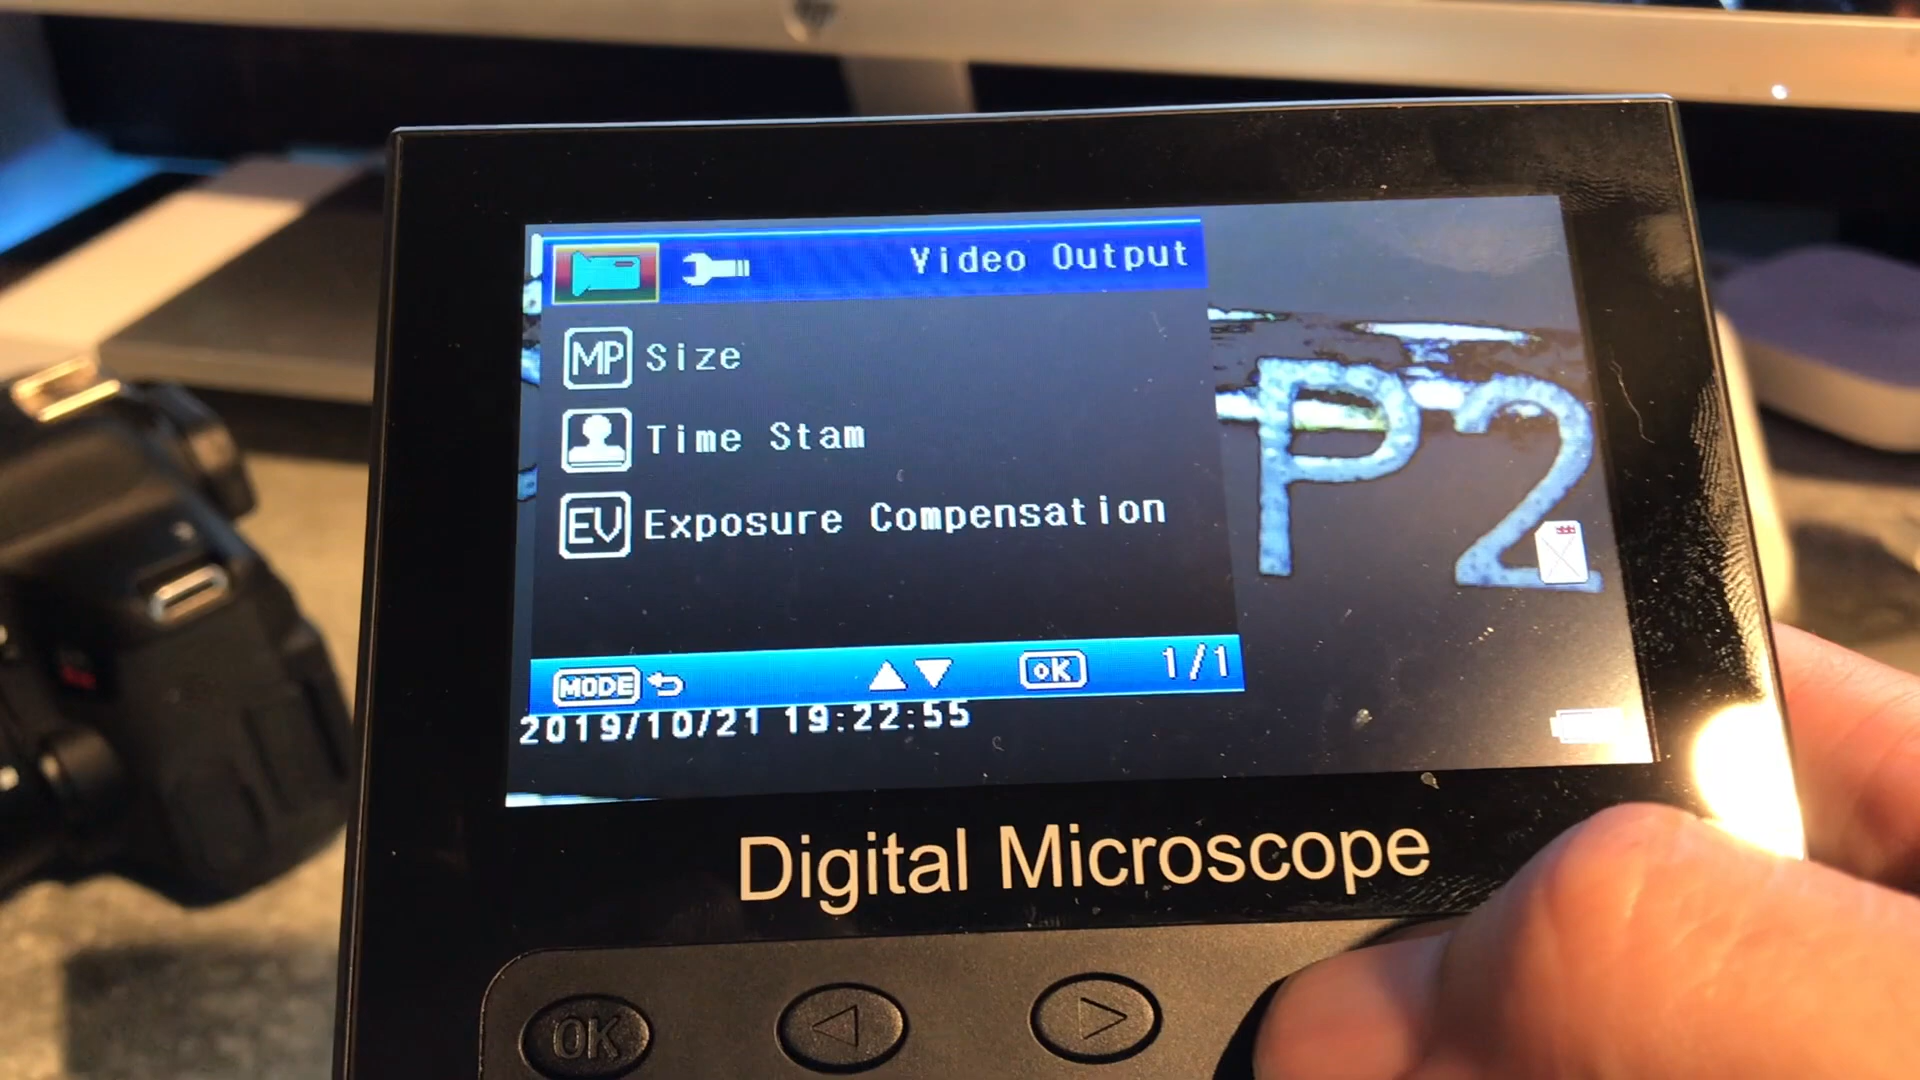 Video Output
MP Size
Time Stam
EV Exposure Compensation
MODE OK 1/1
2019/10/21 19:22:55
P2
Digital Microscope
OK